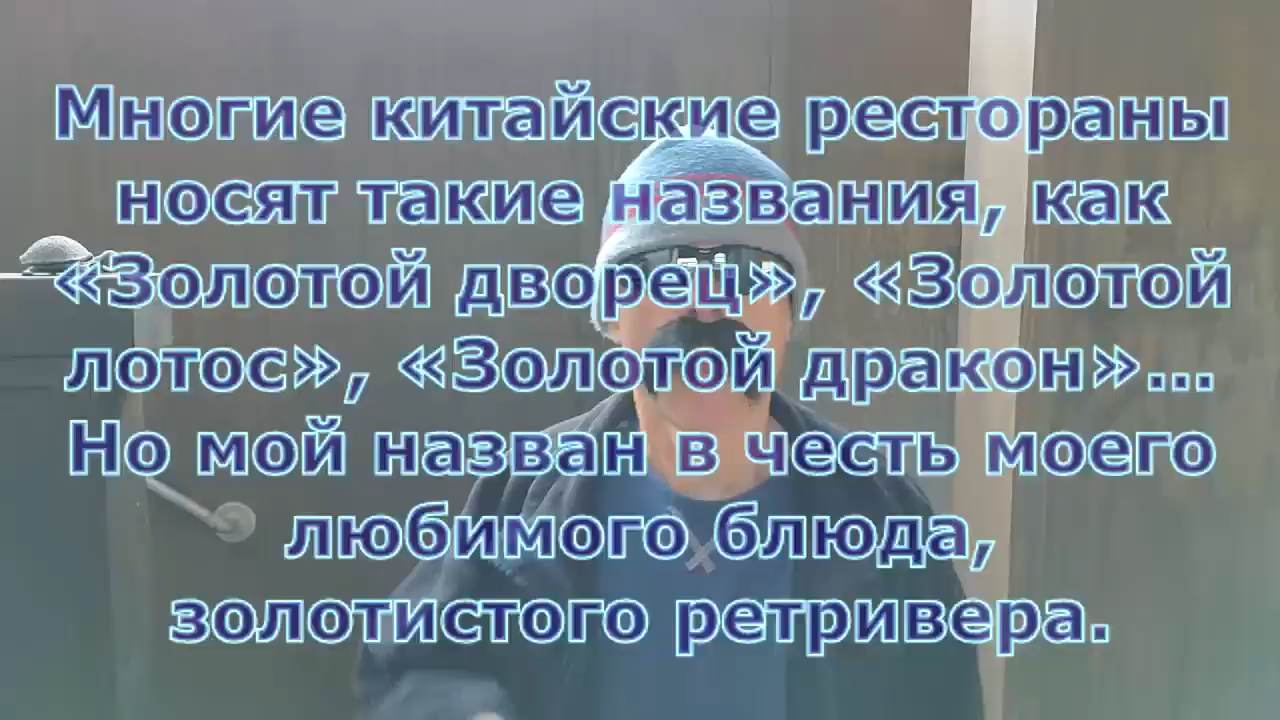 Многие китайские рестораны
носят такие названия, как
«Золотой дворец», «Золотой
лотос», «Золотой дракон»...
Но мой назван в честь моего
любимого блюда,
золотистого ретривера.